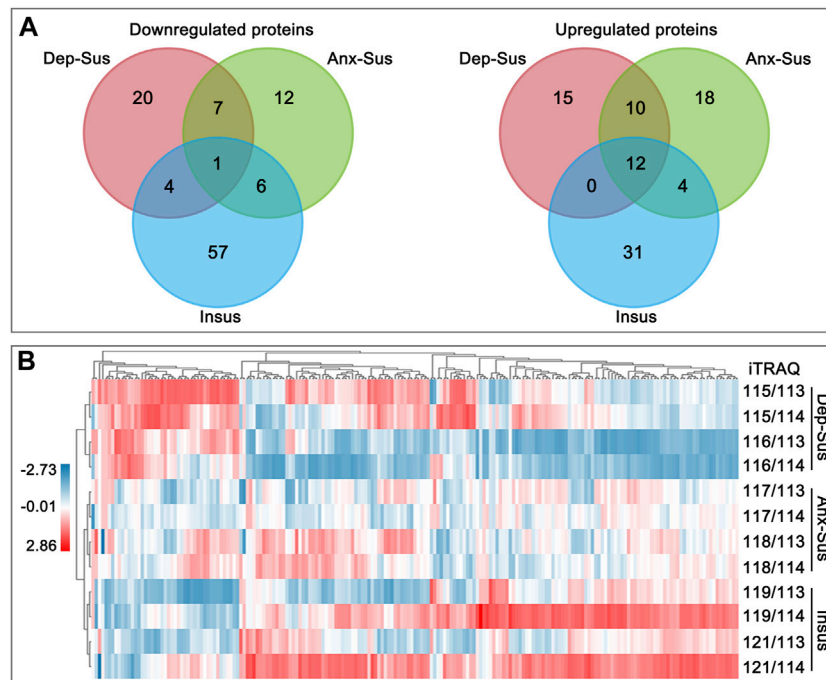 A
Downregulated proteins
Upregulated proteins
Dep-Sus
Anx-Sus
Dep-Sus
Anx-Sus
20
7
12
1
4
6
57
Insus
15
10
18
12
0
4
31
Insus
B
iTRAQ
115/113
115/114
116/113
116/114
117/113
117/114
118/113
118/114
119/113
119/114
121/113
121/114
Dep-Sus
Anx-Sus
Insus
-2.73
-0.01
2.86